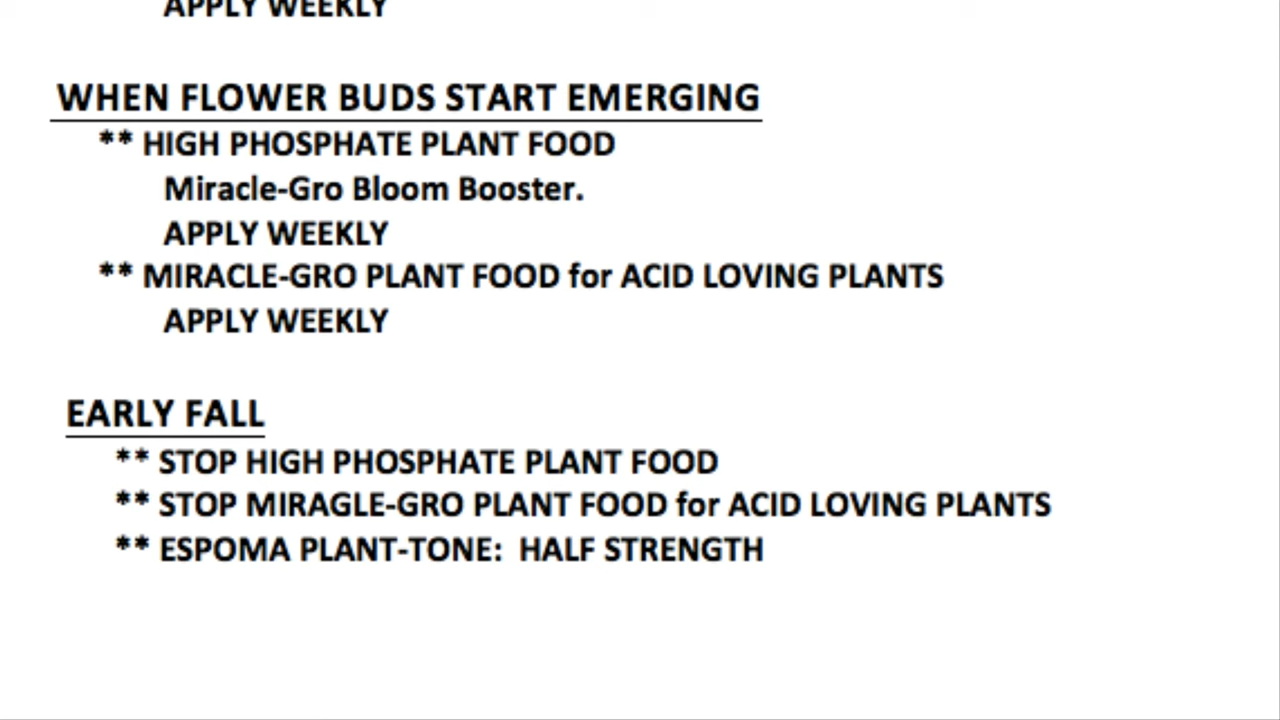 APPLY WEEKLY
WHEN FLOWER BUDS START EMERGING
** HIGH PHOSPHATE PLANT FOOD
Miracle-Gro Bloom Booster.
APPLY WEEKLY
** MIRACLE-GRO PLANT FOOD for ACID LOVING PLANTS
APPLY WEEKLY
EARLY FALL
** STOP HIGH PHOSPHATE PLANT FOOD
** STOP MIRAGLE-GRO PLANT FOOD for ACID LOVING PLANTS
** ESPOMA PLANT-TONE:  HALF STRENGTH